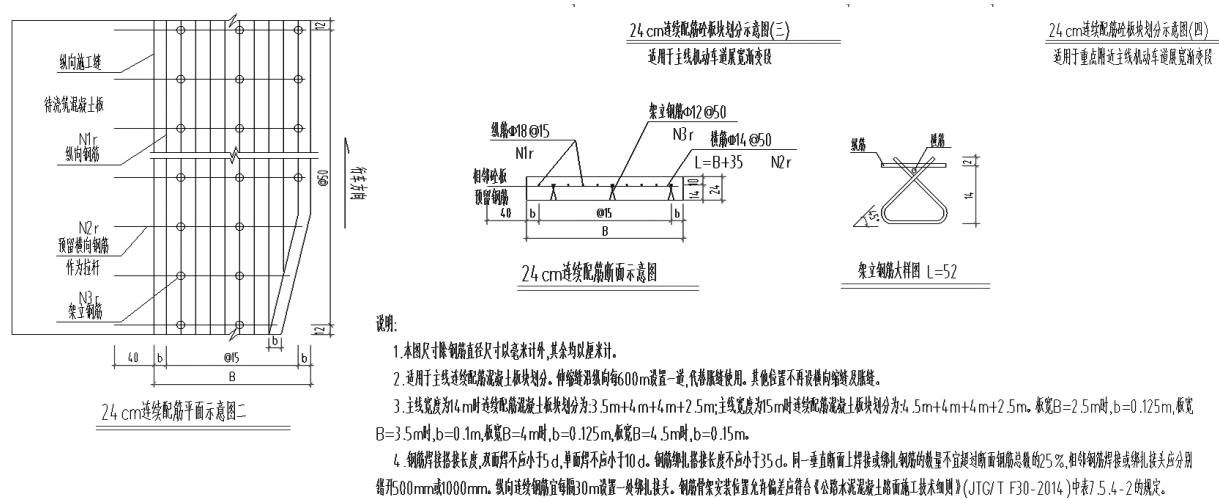 24cm连续配筋砼板块划分示意图(三)
适用于主线机动车道展宽渐变段
24cm连续配筋砼板块划分示意图(四)
适用于重点附近主线机动车道展宽渐变段
12
纵向施工缝
待浇筑混凝土板
N1r
纵向钢筋
@50
行车方向
N2r
预留横向钢筋
作为拉杆
N3r
架立钢筋
12
b
40 b @15 b
B
24cm连续配筋平面示意图二
架立钢筋Φ12@50
N3r
纵筋Φ18@15
N1r
横筋Φ14@50
L=B+35 N2r
相邻砼板
预留钢筋
10
14
24
40 b @15 b
B
24cm连续配筋断面示意图
纵筋
横筋
2
14
45°
架立钢筋大样图 L=52
说明:
1.本图尺寸除钢筋直径尺寸以毫米计外,其余均以厘米计。
2.适用于主线连续配筋混凝土板块划分。伸缩缝沿纵向每600m设置一道,代替胀缝使用。其他位置不再设横向缩缝及胀缝。
3.主线宽度为14m时连续配筋混凝土板块划分为:3.5m+4m+4m+2.5m;主线宽度为15m时连续配筋混凝土板块划分为:4.5m+4m+4m+2.5m。板宽B=2.5m时,b=0.125m,板宽
B=3.5m时,b=0.1m,板宽B=4m时,b=0.125m,板宽B=4.5m时,b=0.15m。
4.钢筋焊接搭接长度,双面焊不应小于5d,单面焊不应小于10d。钢筋绑扎搭接长度不应小于35d。同一垂直断面上焊接或绑扎钢筋的数量不宜超过断面钢筋总数的25%,相邻钢筋焊接或绑扎接头应分别
错开500mm或1000mm。纵向连续钢筋宜每隔30m设置一处绑扎接头。钢筋骨架安装位置允许偏差应符合《公路水泥混凝土路面施工技术细则》(JTG/T F30-2014)中表7.5.4-2的规定。